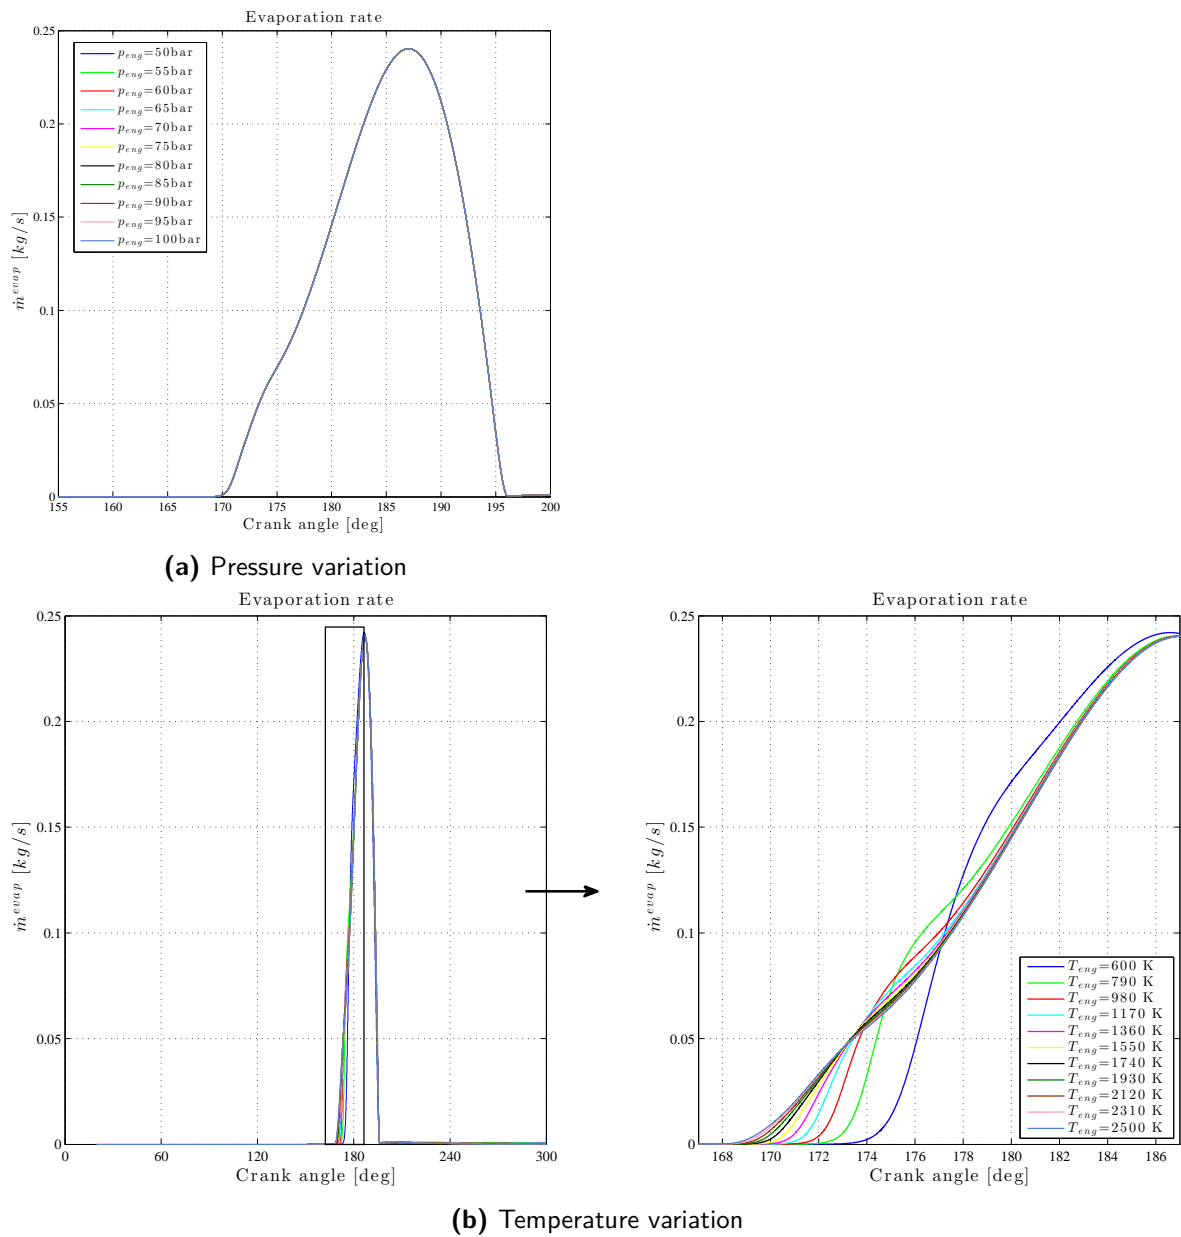 Evaporation rate
0.25
0.2
0.15
0.1
0.05
0
ṁ^evap [kg/s]
p_eng=50bar
p_eng=55bar
p_eng=60bar
p_eng=65bar
p_eng=70bar
p_eng=75bar
p_eng=80bar
p_eng=85bar
p_eng=90bar
p_eng=95bar
p_eng=100bar
155 160 165 170 175 180 185 190 195 200
Crank angle [deg]
(a) Pressure variation
Evaporation rate
0.25
0.2
0.15
0.1
0.05
0
ṁ^evap [kg/s]
0 60 120 180 240 300
Crank angle [deg]
Evaporation rate
0.25
0.2
0.15
0.1
0.05
0
ṁ^evap [kg/s]
T_eng=600 K
T_eng=790 K
T_eng=980 K
T_eng=1170 K
T_eng=1360 K
T_eng=1550 K
T_eng=1740 K
T_eng=1930 K
T_eng=2120 K
T_eng=2310 K
T_eng=2500 K
168 170 172 174 176 178 180 182 184 186
Crank angle [deg]
(b) Temperature variation